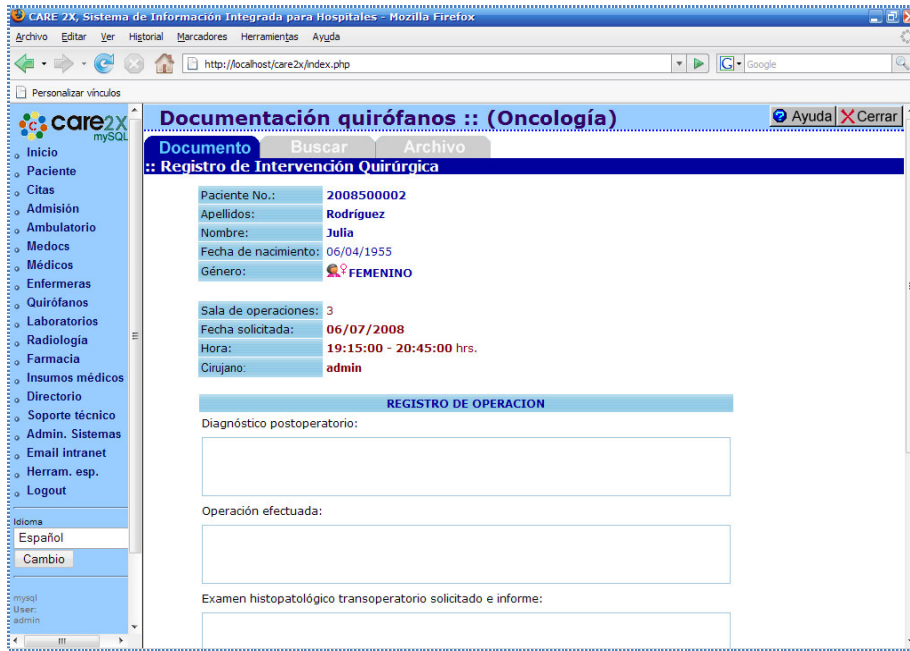 CARE 2X, Sistema de Información Integrada para Hospitales - Mozilla Firefox
Archivo Editar Ver Historial Marcadores Herramientas Ayuda
http://localhost/care2x/index.php
Google
Personalizar vínculos
care2x
mySQL
Inicio
Paciente
Citas
Admisión
Ambulatorio
Medocs
Médicos
Enfermeras
Quirófanos
Laboratorios
Radiología
Farmacia
Insumos médicos
Directorio
Soporte técnico
Admin. Sistemas
Email intranet
Herram. esp.
Logout
Idioma
Español
Cambio
mysql
User:
admin
Documentación quirófanos :: (Oncología)
Ayuda Cerrar
Documento Buscar Archivo
:: Registro de Intervención Quirúrgica
Paciente No.: 2008500002
Apellidos: Rodríguez
Nombre: Julia
Fecha de nacimiento: 06/04/1955
Género: FEMENINO
Sala de operaciones: 3
Fecha solicitada: 06/07/2008
Hora: 19:15:00 - 20:45:00 hrs.
Cirujano: admin
REGISTRO DE OPERACION
Diagnóstico postoperatorio:
Operación efectuada:
Examen histopatológico transoperatorio solicitado e informe: